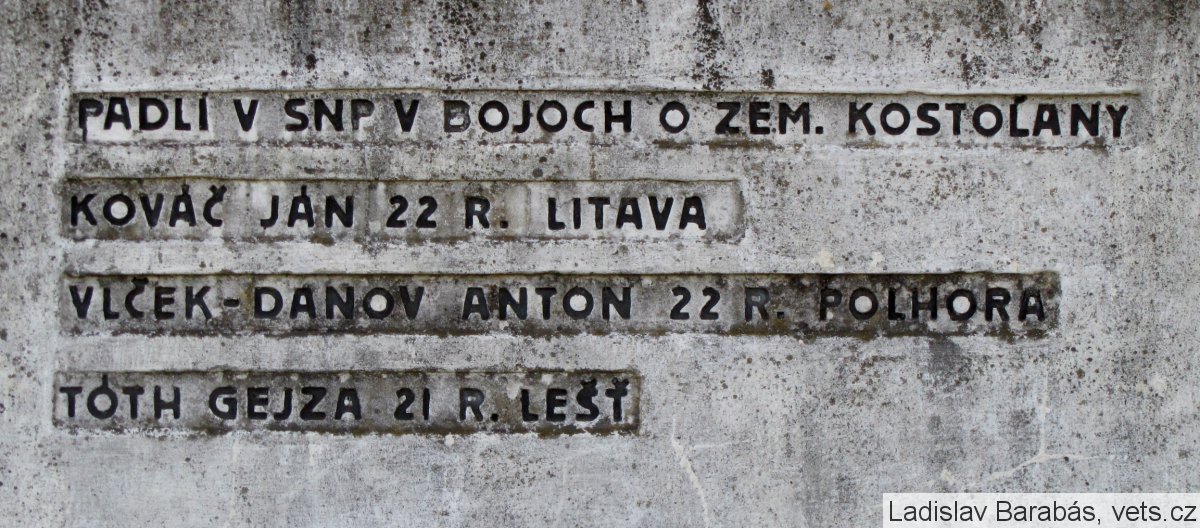 PADLI V SNP V BOJOCH O ZEM. KOSTOĽANY
KOVÁČ JÁN 22 R. LITAVA
VLČEK-DANOV ANTON 22 R. POLHORA
TÓTH GEJZA 21 R. LEŠŤ
Ladislav Barabás, vets.cz